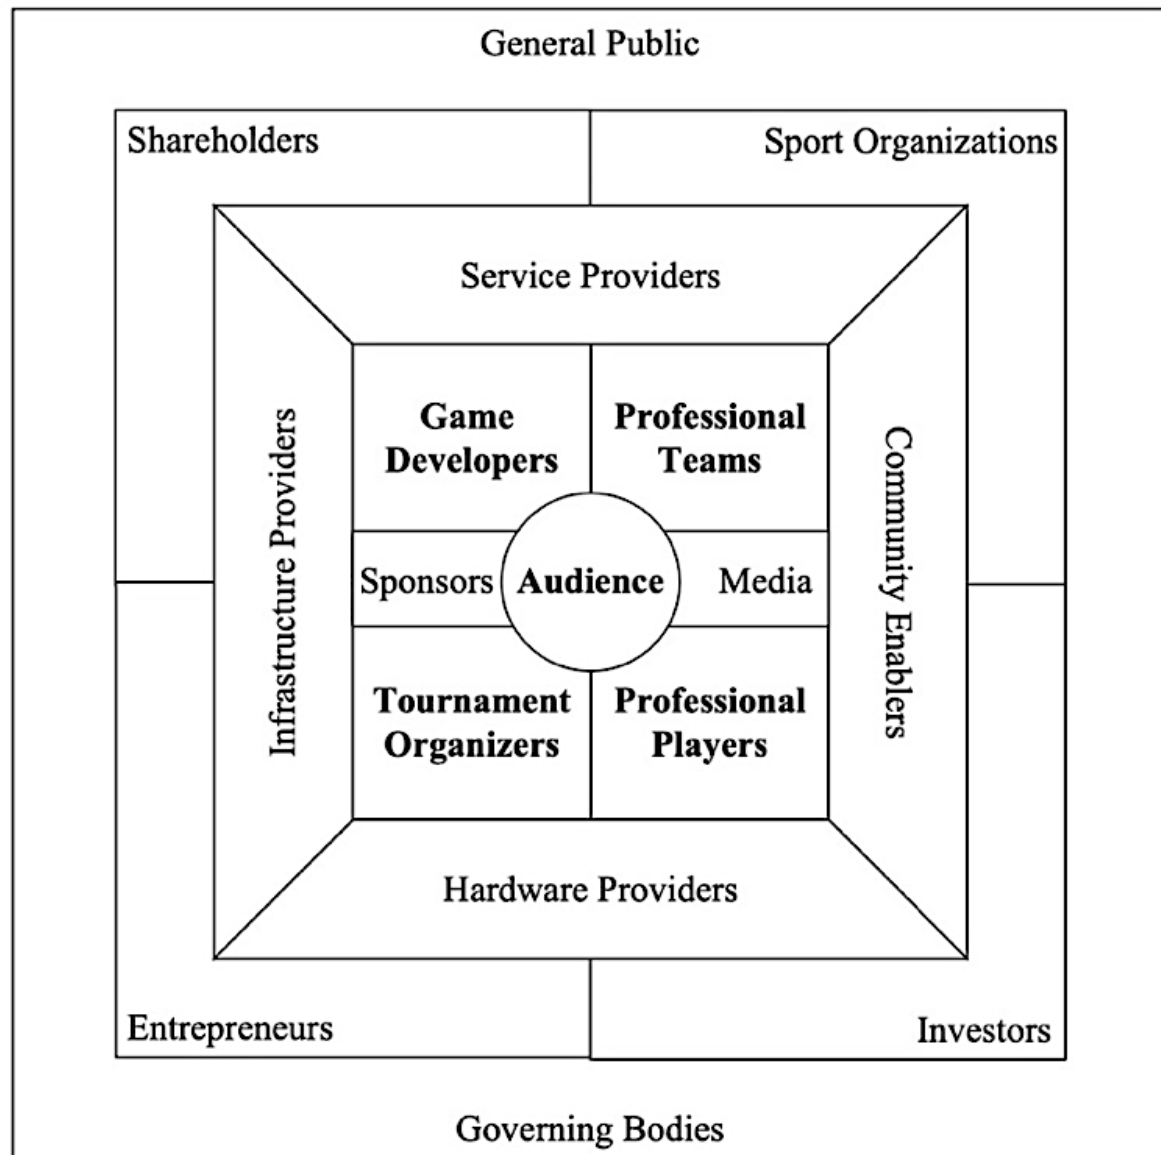 General Public
Shareholders
Sport Organizations
Service Providers
Infrastructure Providers
Game
Developers
Professional
Teams
Community Enablers
Sponsors
Audience
Media
Tournament
Organizers
Professional
Players
Hardware Providers
Entrepreneurs
Investors
Governing Bodies